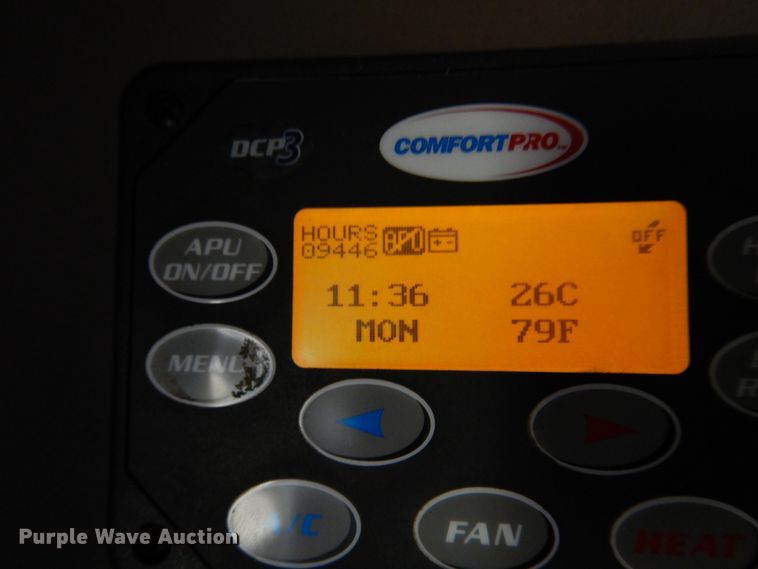 DCP3
COMFORTPRO
HOURS
09446
APU
OFF
11:36 26C
MON 79F
APU
ON/OFF
MENU
A/C
FAN
HEAT
Purple Wave Auction